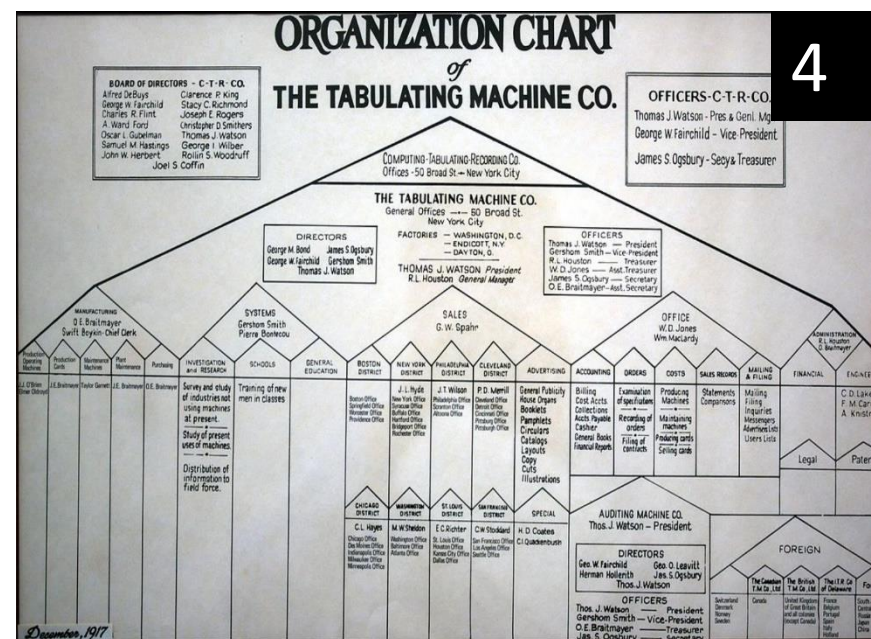 ORGANIZATION CHART
of
THE TABULATING MACHINE CO.
4
BOARD OF DIRECTORS - C-T-R- CO.
Alfred DeBuys Clarence P. King
George W. Fairchild Stacy C. Richmond
Charles R. Flint Joseph E. Rogers
A. Ward Ford Christopher D. Smithers
Oscar L. Gubelman Thomas J. Watson
Samuel M. Hastings George I. Wilber
John W. Herbert Rollin S. Woodruff
Joel S. Coffin
OFFICERS-C-T-R-CO.
Thomas J. Watson - Pres & Genl. Mg
George W. Fairchild - Vice-President
James S. Ogsbury - Secy & Treasurer
COMPUTING-TABULATING-RECORDING CO.
Offices - 50 Broad St. - New York City
THE TABULATING MACHINE CO.
General Offices - 50 Broad St.
New York City
FACTORIES - WASHINGTON, D.C.
- ENDICOTT, N.Y.
- DAYTON, O.
THOMAS J. WATSON President
R.L. Houston General Manager
DIRECTORS
George M. Bond James S. Ogsbury
George W. Fairchild Gershom Smith
Thomas J. Watson
OFFICERS
Thomas J. Watson - President
Gershom Smith - Vice-President
R.L. Houston - Treasurer
W.D. Jones - Asst. Treasurer
James S. Ogsbury - Secretary
O.E. Braitmayer - Asst. Secretary
MANUFACTURING
O.E. Braitmayer
Swift Boykin-Chief Clerk
SYSTEMS
Gershom Smith
Pierre Bontecou
SALES
G.W. Spahr
OFFICE
W.D. Jones
Wm. MacLardy
ADMINISTRATION
R.L. Houston
O. Braitmayer
Production Operating Machines
Production Cards
Maintenance Machines
Plant Maintenance
Purchasing
INVESTIGATION and RESEARCH
SCHOOLS
GENERAL EDUCATION
BOSTON DISTRICT
NEW YORK DISTRICT
PHILADELPHIA DISTRICT
CLEVELAND DISTRICT
ADVERTISING
ACCOUNTING
ORDERS
COSTS
SALES RECORDS
MAILING & FILING
FINANCIAL
ENGINEE
J.E. Braitmayer
Taylor Garrett
J.E. Braitmayer
O.E. Braitmayer
Survey and study
of industries not
using machines
at present.
Study of present
uses of machines.
Distribution of
information to
field force.
Training of new
men in classes
Boston Office
Springfield Office
Worcester Office
Providence Office
J.L. Hyde
New York Office
Syracuse Office
Buffalo Office
Hartford Office
Bridgeport Office
Rochester Office
J.T. Wilson
Philadelphia Office
Scranton Office
Altoona Office
P.D. Merrill
Cleveland Office
Detroit Office
Cincinnati Office
Pittsburg Office
General Publicity
House Organs
Booklets
Pamphlets
Circulars
Catalogs
Layouts
Copy
Cuts
Illustrations
Billing
Cost Accts.
Collections
Accts Payable
Cashier
General Books
Financial Reports
Examination
of specifications
Recording of
orders
Filing of
contracts
Producing
Machines
Maintaining
machines
Producing cards
Selling cards
Statements
Comparisons
Mailing
Filing
Inquiries
Messengers
Advertisers Lists
Users Lists
C.D. Lake
F. M. Car
Legal
Paten
CHICAGO DISTRICT
WASHINGTON DISTRICT
ST. LOUIS DISTRICT
SAN FRANCISCO DISTRICT
SPECIAL
C.L. Hayes
Chicago Office
Des Moines Office
Indianapolis Office
Milwaukee Office
Minneapolis Office
M.W. Sheldon
Washington Office
Baltimore Office
Atlanta Office
E.C. Richter
St. Louis Office
Houston Office
Kansas City Office
Dallas Office
C.W. Stoddard
San Francisco Office
Los Angeles Office
Seattle Office
H. D. Coates
C.I. Quackenbush
AUDITING MACHINE CO.
Thos. J. Watson - President
DIRECTORS
Geo. W. Fairchild Geo. O. Leavitt
Herman Hollerith Jas. S. Ogsbury
Thos. J. Watson
OFFICERS
Thos. J. Watson - President
Gershom Smith - Vice-President
O.E. Braitmayer - Treasurer
Jas. S. Ogsbury - Secretary
FOREIGN
The Canadian T.M. Co., Ltd.
The British T.M. Co., Ltd.
The I.T.R. Co of Delaware
Switzerland
Denmark
Norway
Sweden
Canada
United Kingdom
of Great Britain
and all colonies
(except Canada)
France
Belgium
Portugal
Spain
Italy
Holland
December, 1917